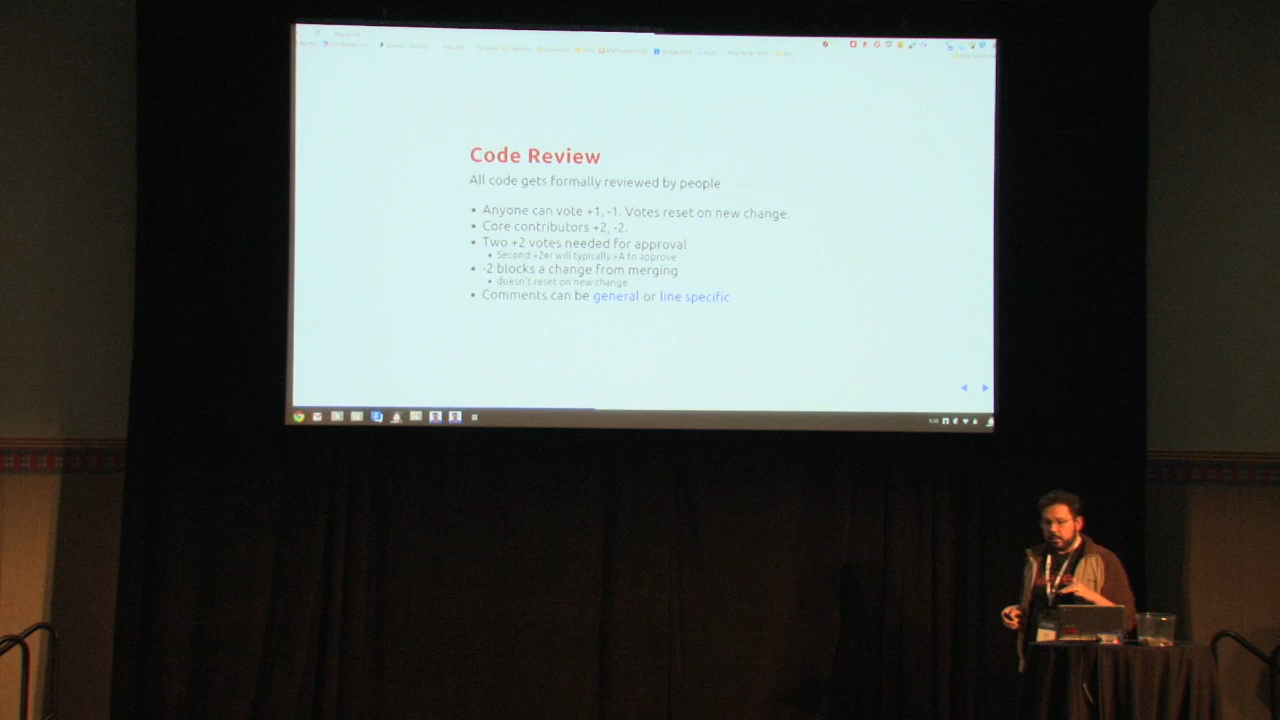 Code Review
All code gets formally reviewed by people
• Anyone can vote +1, -1. Votes reset on new change.
• Core contributors +2, -2.
• Two +2 votes needed for approval
• Second +2er will typically +A to approve
• -2 blocks a change from merging
• doesn't reset on new change
• Comments can be general or line specific